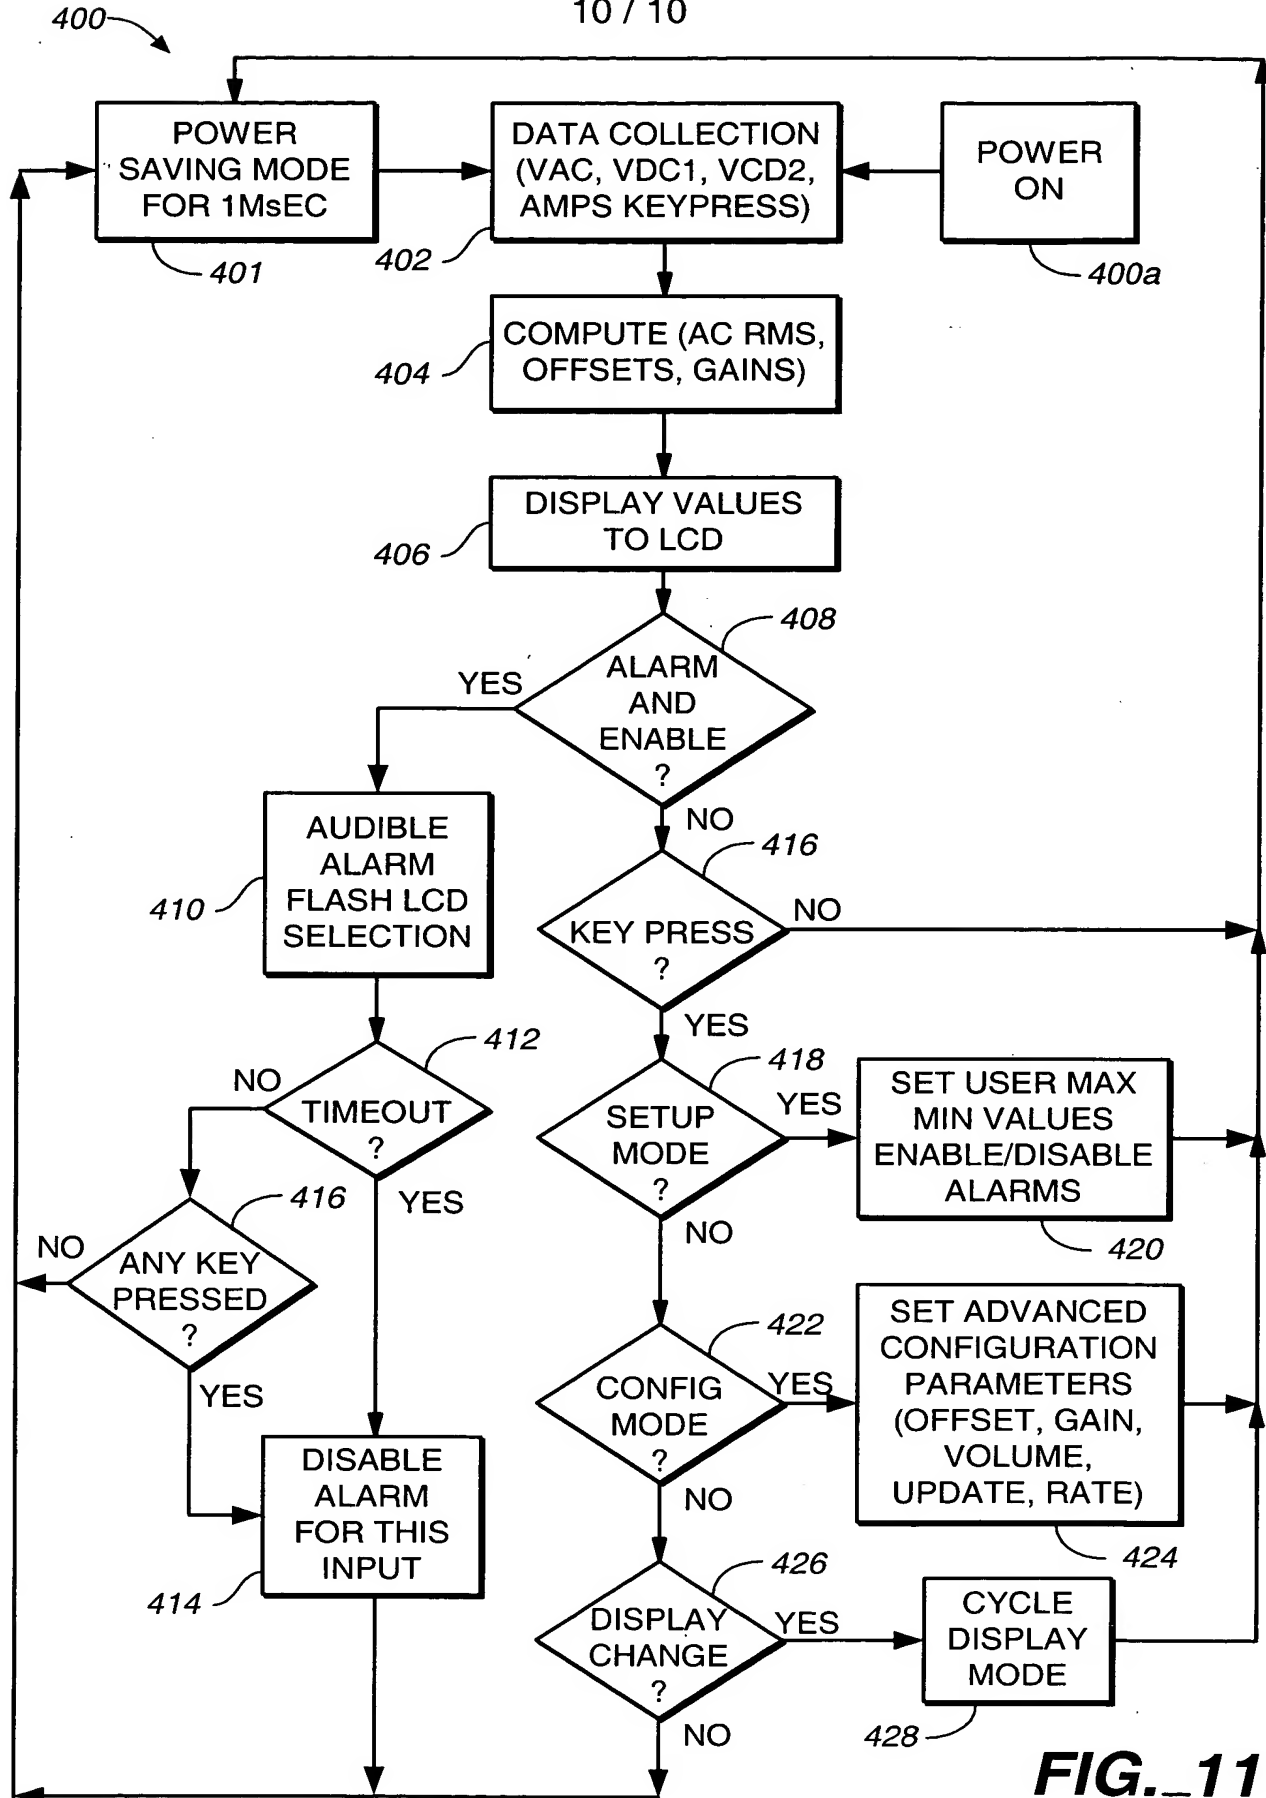 10 / 10
400
POWER
SAVING MODE
FOR 1MsEC
401
DATA COLLECTION
(VAC, VDC1, VCD2,
AMPS KEYPRESS)
402
POWER
ON
400a
COMPUTE (AC RMS,
OFFSETS, GAINS)
404
DISPLAY VALUES
TO LCD
406
ALARM
AND
ENABLE
?
408
YES
NO
AUDIBLE
ALARM
FLASH LCD
SELECTION
410
KEY PRESS
?
416
NO
YES
TIMEOUT
?
412
NO
YES
SETUP
MODE
?
418
YES
NO
SET USER MAX
MIN VALUES
ENABLE/DISABLE
ALARMS
420
ANY KEY
PRESSED
?
416
NO
YES
CONFIG
MODE
?
422
YES
NO
SET ADVANCED
CONFIGURATION
PARAMETERS
(OFFSET, GAIN,
VOLUME,
UPDATE, RATE)
424
DISABLE
ALARM
FOR THIS
INPUT
414
DISPLAY
CHANGE
?
426
YES
NO
CYCLE
DISPLAY
MODE
428
FIG._11